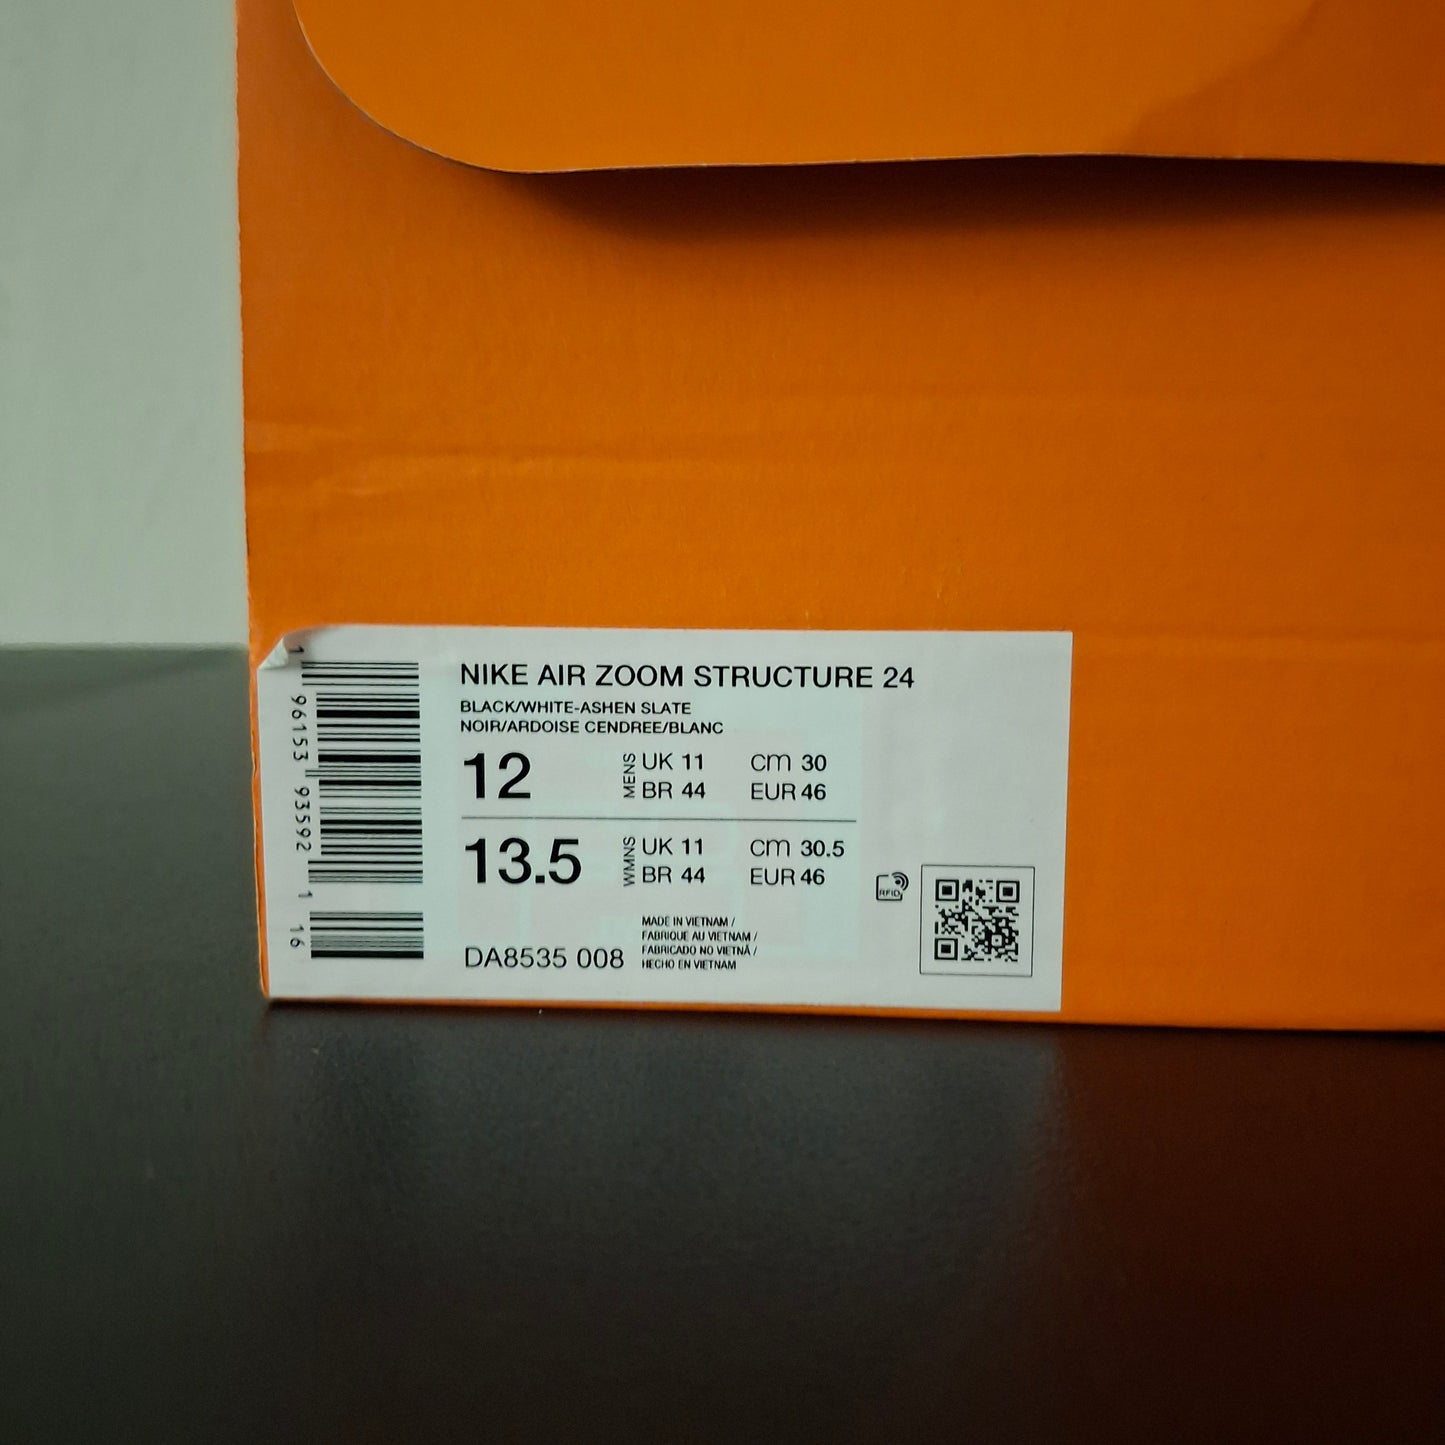 NIKE AIR ZOOM STRUCTURE 24
BLACK/WHITE-ASHEN SLATE
NOIR/ARDOISE CENDREE/BLANC
12 MENS UK 11 cm 30
BR 44 EUR 46
13.5 WMNS UK 11 cm 30.5
BR 44 EUR 46
DA8535 008
MADE IN VIETNAM /
FABRIQUE AU VIETNAM /
FABRICADO NO VIETNÃ /
HECHO EN VIETNAM
RFID
1 96153 93592 1 16